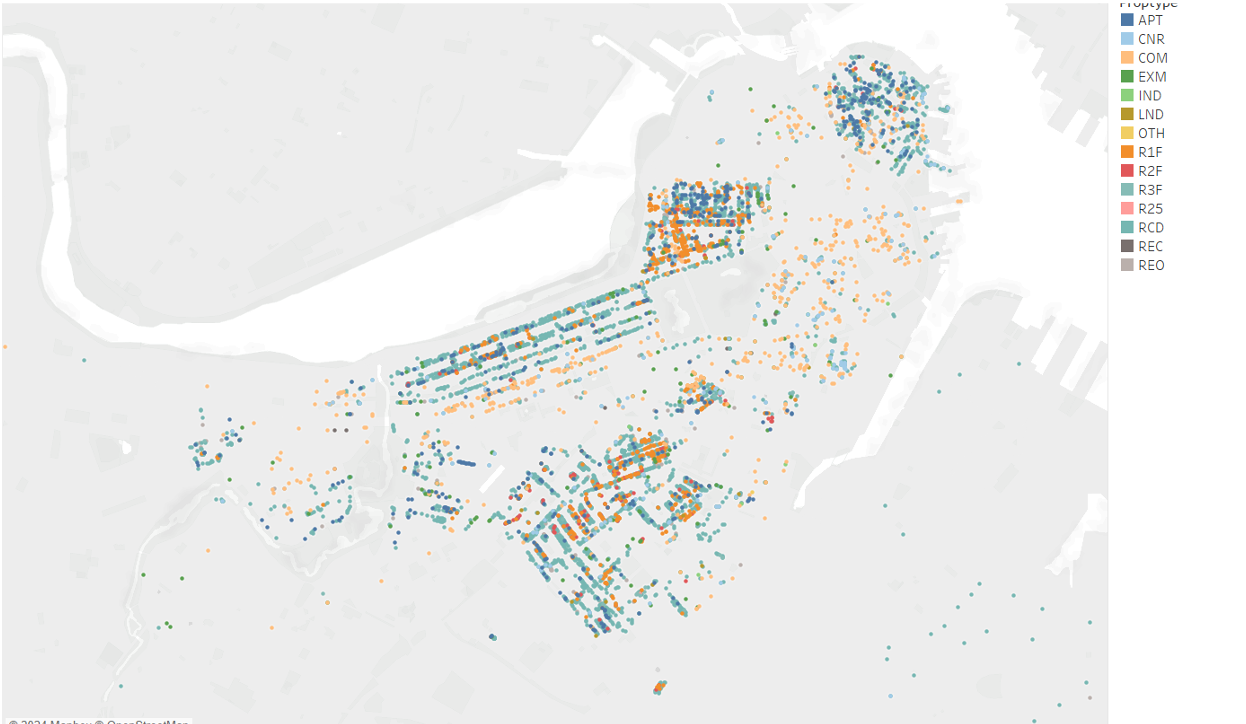 Proptype
APT
CNR
COM
EXM
IND
LND
OTH
R1F
R2F
R3F
R25
RCD
REC
REO
© 2024 Mapbox © OpenStreetMap